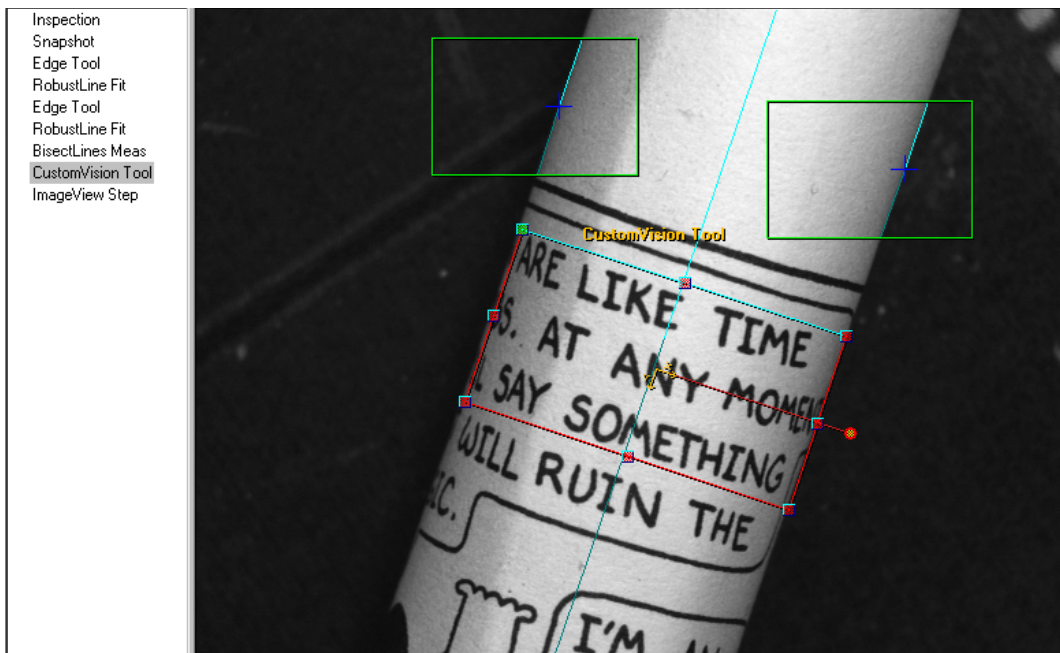 Inspection
Snapshot
Edge Tool
RobustLine Fit
Edge Tool
RobustLine Fit
BisectLines Meas
CustomVision Tool
ImageView Step
CustomVision Tool
ARE LIKE TIME
AT ANY MOMENT
SAY SOMETHING
WILL RUIN THE
I'M